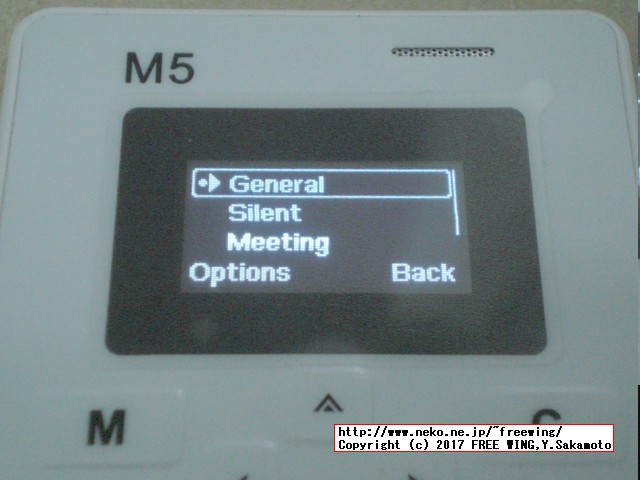 M5
General
Silent
Meeting
Options Back
M C
http://www.neko.ne.jp/~freewing/
Copyright (c) 2017 FREE WING,Y.Sakamoto